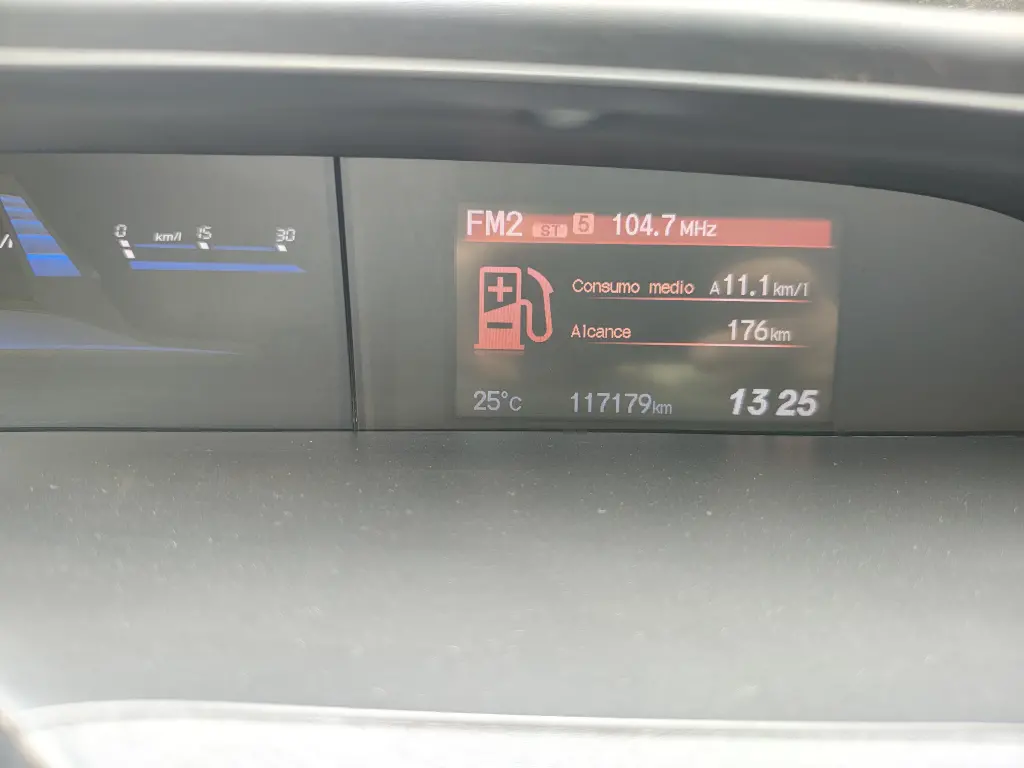 0 km/l 15 30
FM2 ST 5 104.7 MHz
Consumo medio A 11.1 km/l
Alcance 176 km
25°C 117179 km 13 25